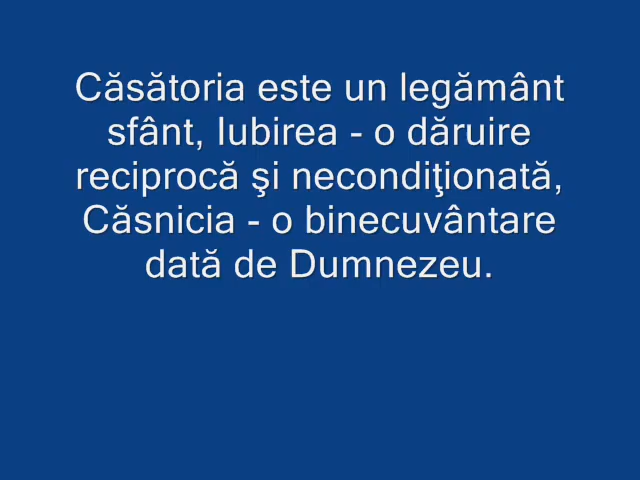 Căsătoria este un legământ
sfânt, Iubirea - o dăruire
reciprocă şi necondiţionată,
Căsnicia - o binecuvântare
dată de Dumnezeu.